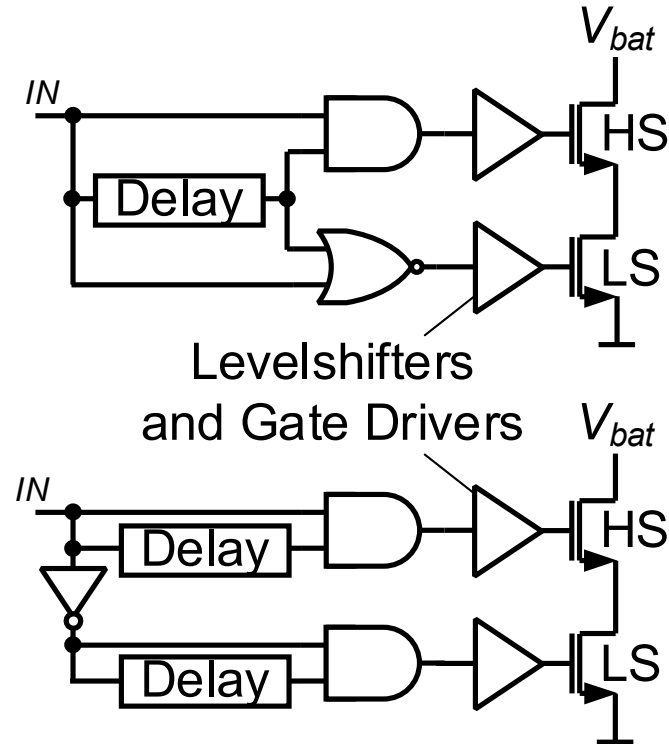 V_bat
IN
HS
Delay
LS
Levelshifters
and Gate Drivers
V_bat
IN
Delay
HS
Delay
LS